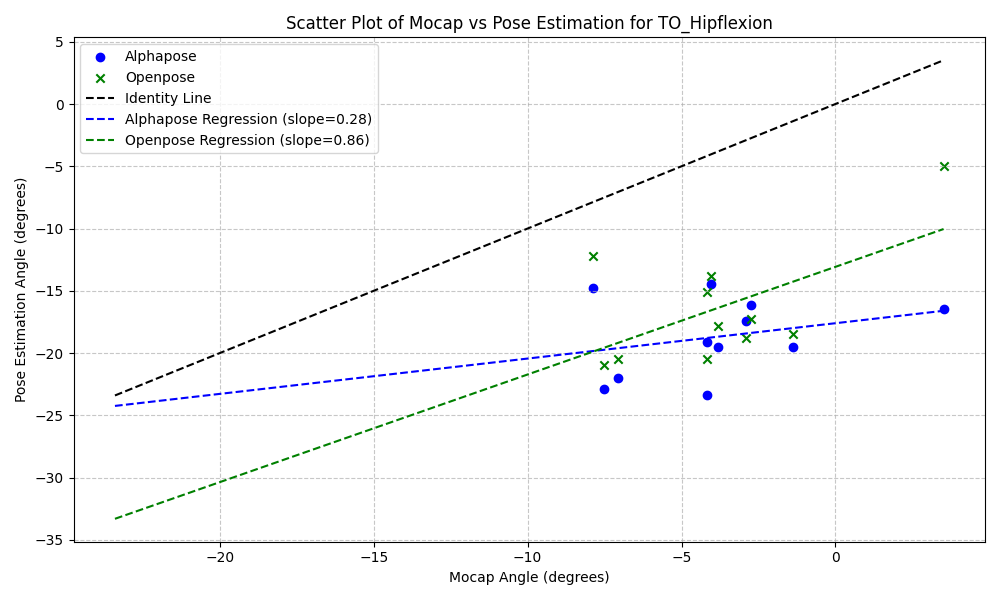 Scatter Plot of Mocap vs Pose Estimation for TO_Hipflexion
Alphapose
Openpose
Identity Line
Alphapose Regression (slope=0.28)
Openpose Regression (slope=0.86)
Pose Estimation Angle (degrees)
5
0
−5
−10
−15
−20
−25
−30
−35
−20
−15
−10
−5
0
Mocap Angle (degrees)